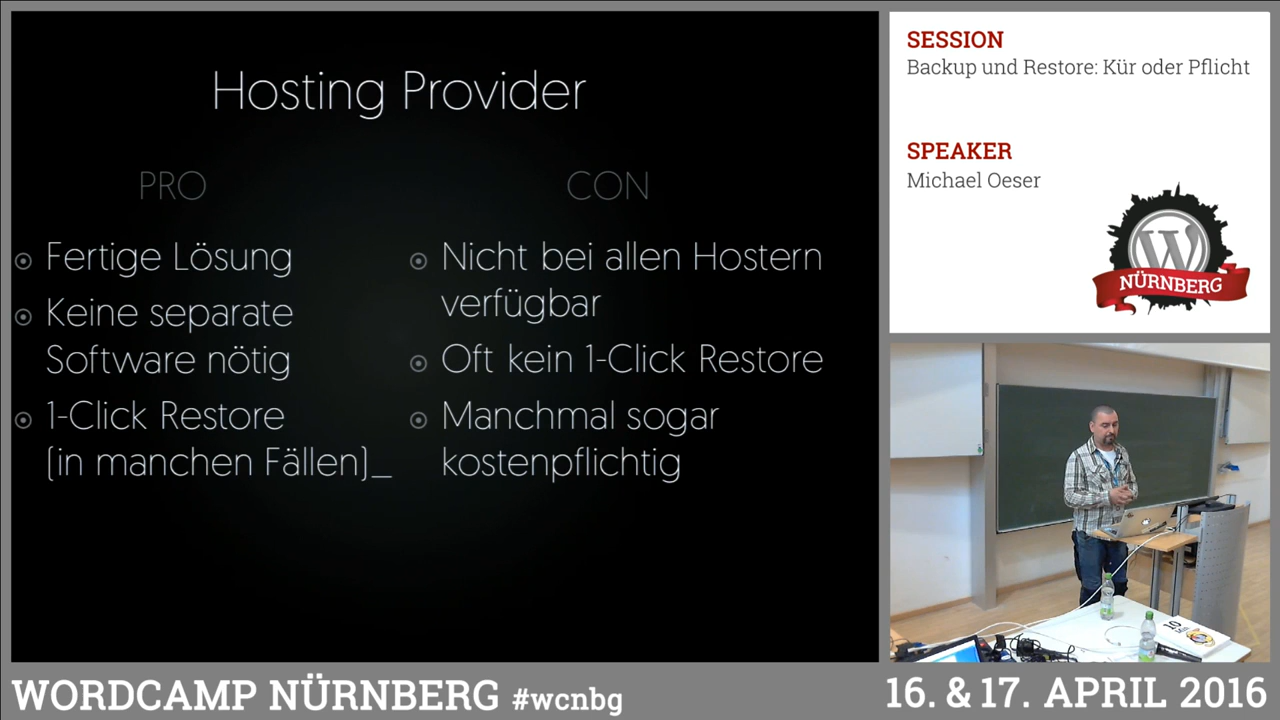 Hosting Provider
PRO
Fertige Lösung
Keine separate
Software nötig
1-Click Restore
(in manchen Fällen)_
CON
Nicht bei allen Hostern
verfügbar
Oft kein 1-Click Restore
Manchmal sogar
kostenpflichtig
SESSION
Backup und Restore: Kür oder Pflicht
SPEAKER
Michael Oeser
W
NÜRNBERG
10
Min
WORDCAMP NÜRNBERG #wcnbg
16. & 17. APRIL 2016